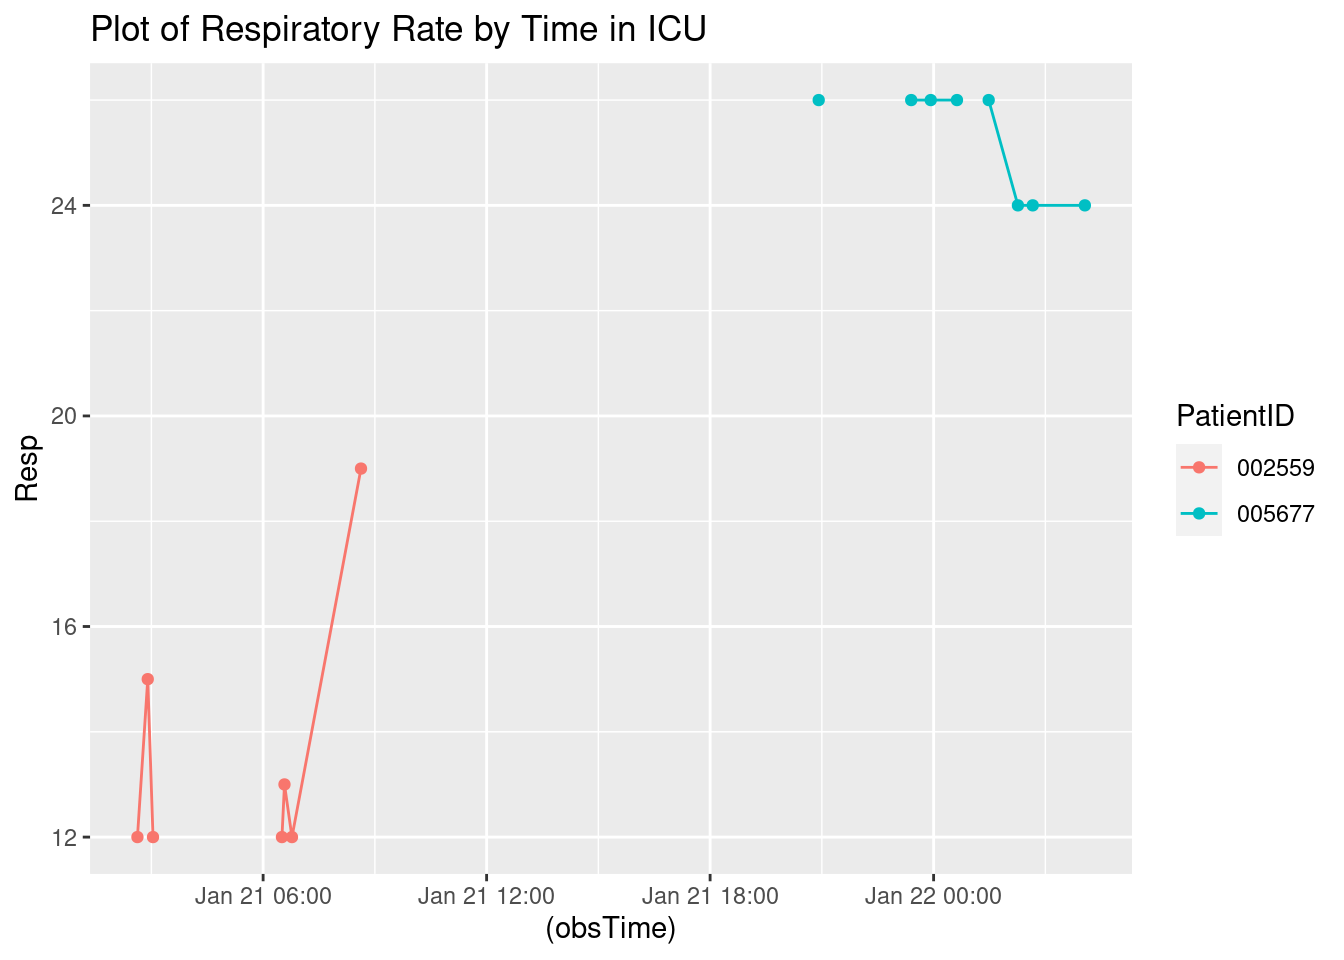 Plot of Respiratory Rate by Time in ICU
24
20
16
12
Resp
Jan 21 06:00
Jan 21 12:00
Jan 21 18:00
Jan 22 00:00
(obsTime)
PatientID
002559
005677